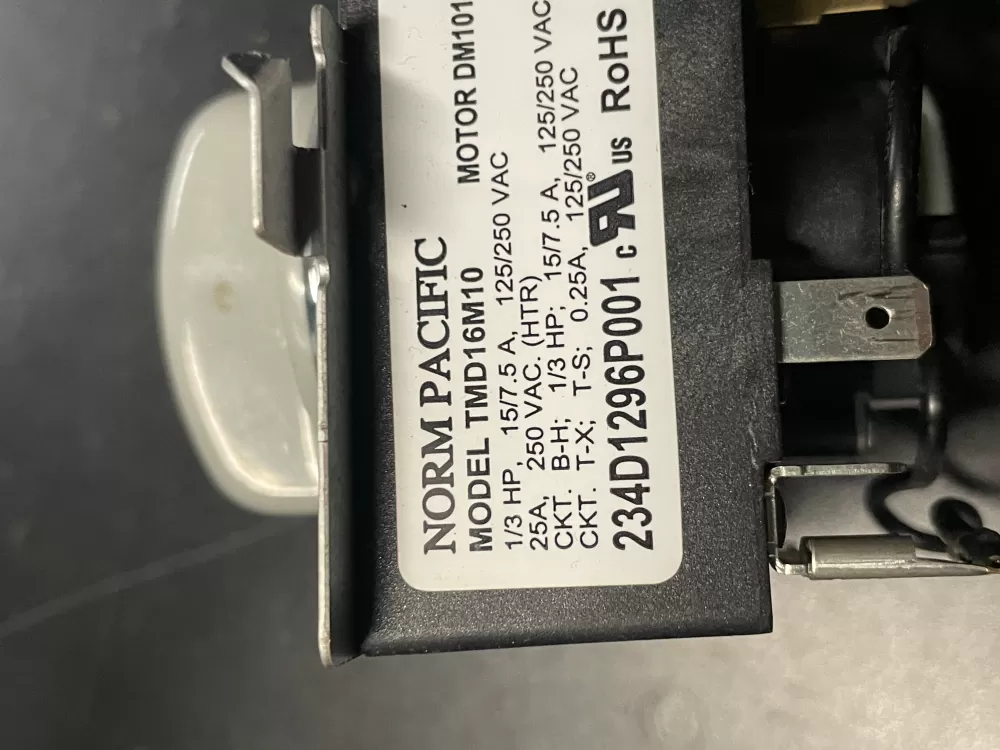 NORM PACIFIC
MODEL TMD16M10 MOTOR DM101
1/3 HP, 15/7.5 A, 125/250 VAC
25A, 250 VAC. (HTR)
CKT. B-H; 1/3 HP; 15/7.5 A, 125/250 VAC
CKT. T-X; T-S; 0.25A, 125/250 VAC
234D1296P001 c RU® US RoHS